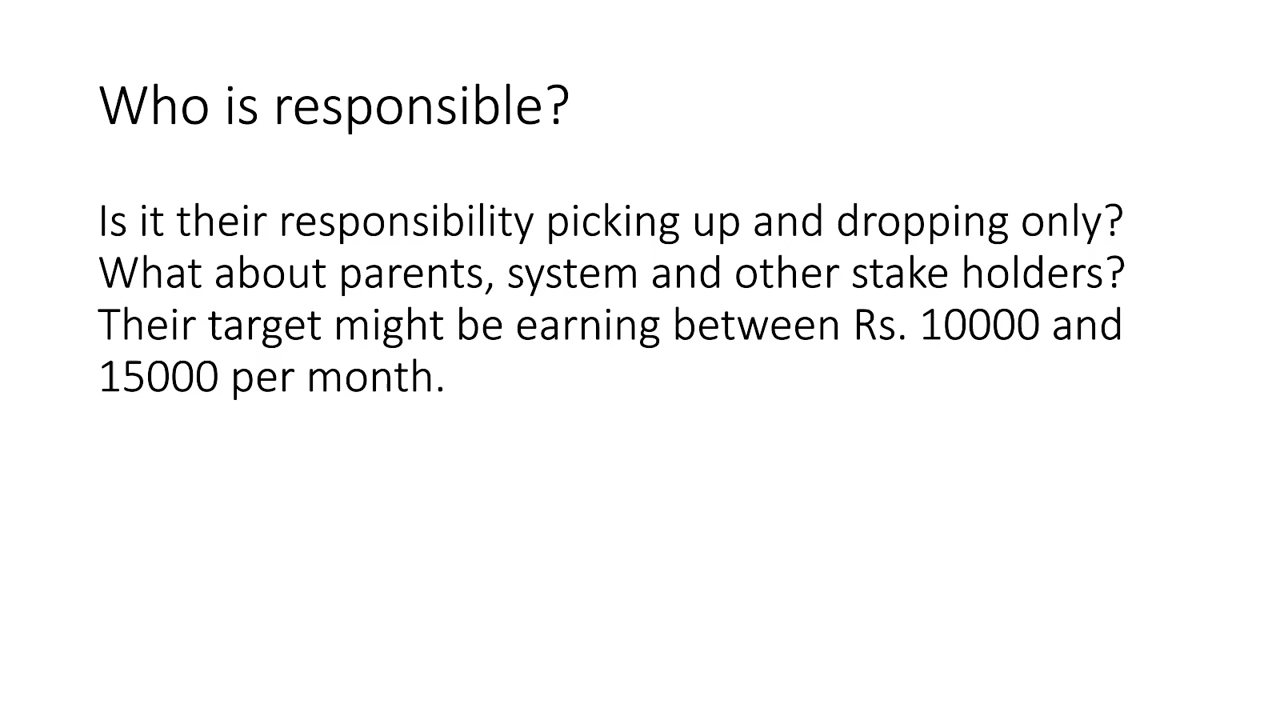 Who is responsible?
Is it their responsibility picking up and dropping only?
What about parents, system and other stake holders?
Their target might be earning between Rs. 10000 and
15000 per month.